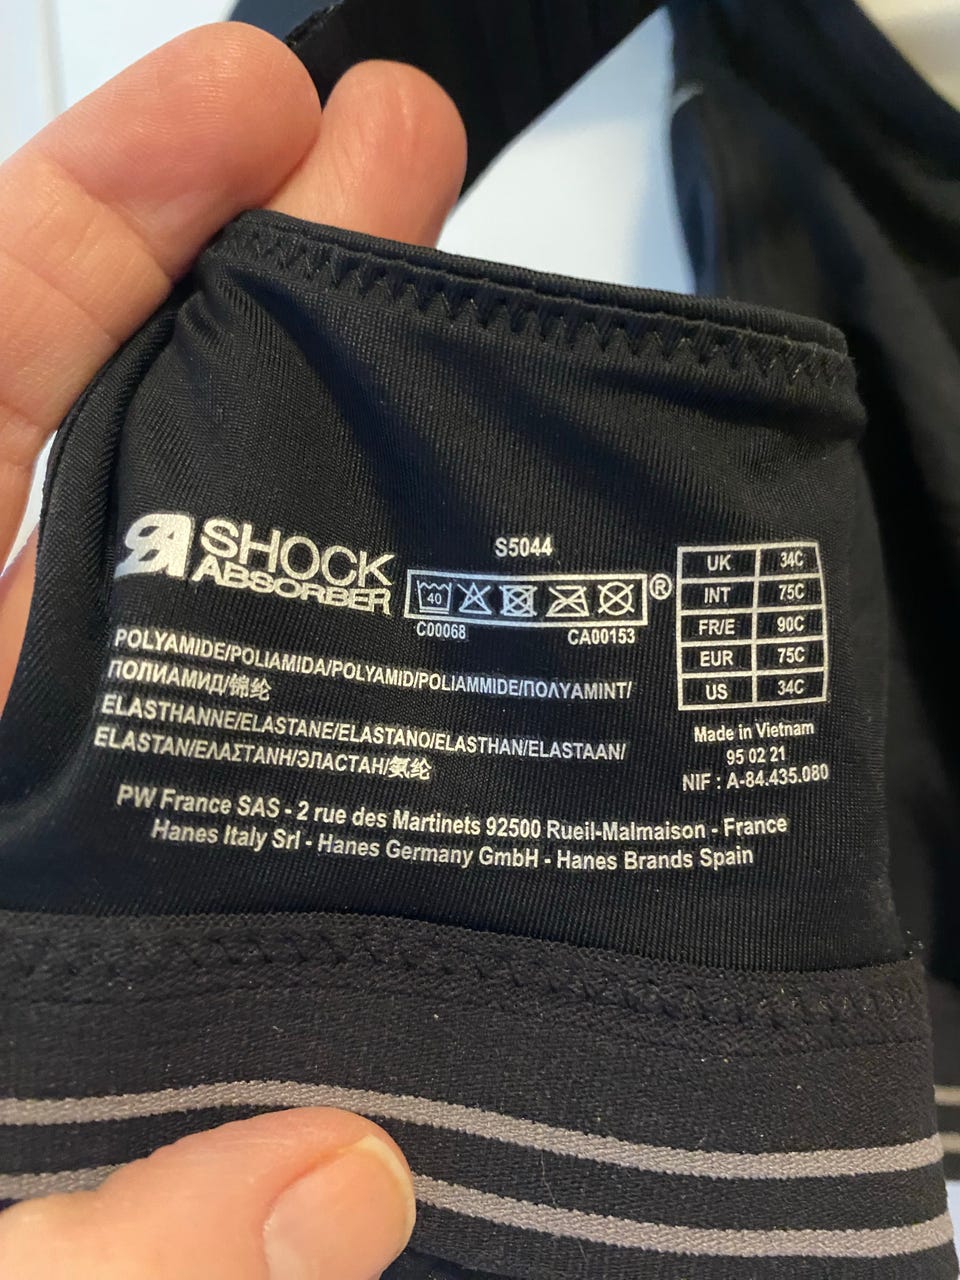 SHOCK
ABSORBER
S5044
40
®
C00068 CA00153
UK 34C
INT 75C
FR/E 90C
EUR 75C
US 34C
POLYAMIDE/POLIAMIDA/POLYAMID/POLIAMMIDE/ΠΟΛΥΑΜΙΝΤ/
ПОЛИАМИД/锦纶
ELASTHANNE/ELASTANE/ELASTANO/ELASTHAN/ELASTAAN/
ELASTAN/ΕΛΑΣΤΑΝΗ/ЭЛАСТАН/氨纶
Made in Vietnam
95 02 21
NIF : A-84.435.080
PW France SAS - 2 rue des Martinets 92500 Rueil-Malmaison - France
Hanes Italy Srl - Hanes Germany GmbH - Hanes Brands Spain